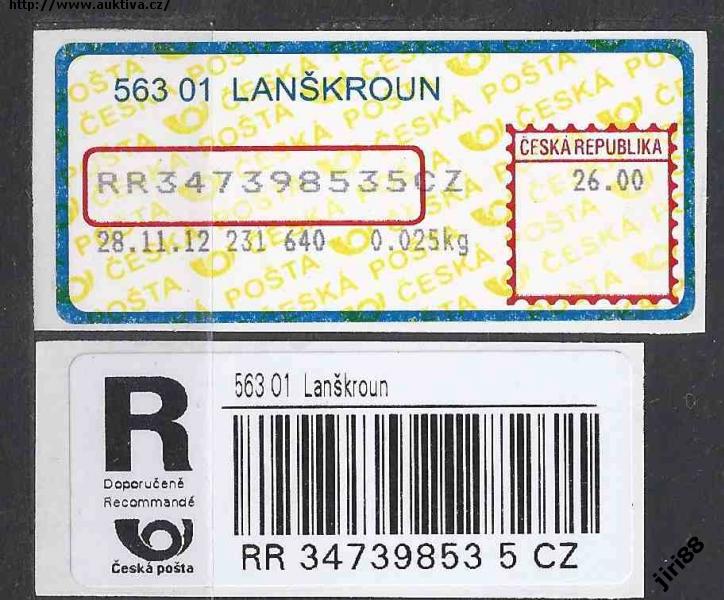 http://www.auktiva.cz/
563 01 LANŠKROUN
ČESKÁ REPUBLIKA
RR347398535CZ
26.00
28.11.12 231 640 0.025kg
R
563 01 Lanškroun
Doporučeně
Recommandé
Česká pošta
RR 34739853 5 CZ
jiri88